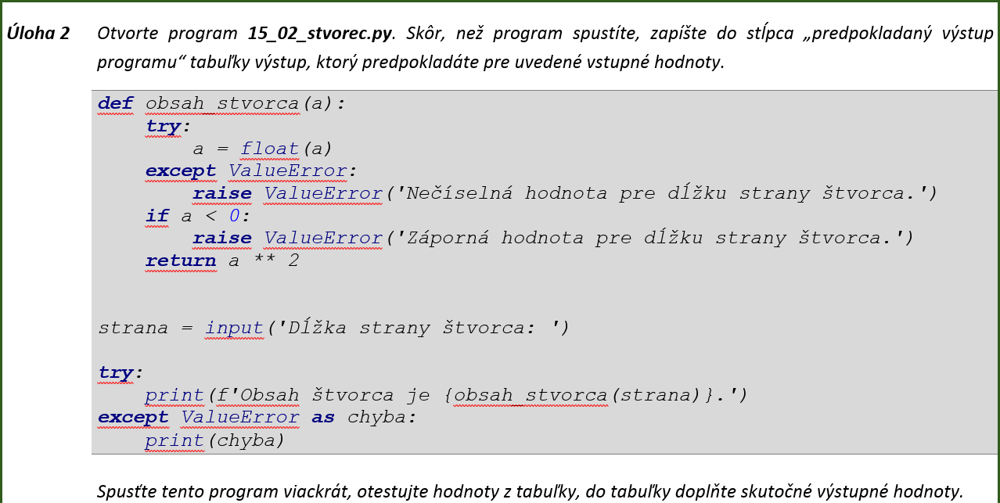 Úloha 2 Otvorte program 15_02_stvorec.py. Skôr, než program spustíte, zapíšte do stĺpca „predpokladaný výstup
programu“ tabuľky výstup, ktorý predpokladáte pre uvedené vstupné hodnoty.
def obsah_stvorca(a):
    try:
        a = float(a)
    except ValueError:
        raise ValueError('Nečíselná hodnota pre dĺžku strany štvorca.')
    if a < 0:
        raise ValueError('Záporná hodnota pre dĺžku strany štvorca.')
    return a ** 2
strana = input('Dĺžka strany štvorca: ')
try:
    print(f'Obsah štvorca je {obsah_stvorca(strana)}.')
except ValueError as chyba:
    print(chyba)
Spusťte tento program viackrát, otestujte hodnoty z tabuľky, do tabuľky doplňte skutočné výstupné hodnoty.